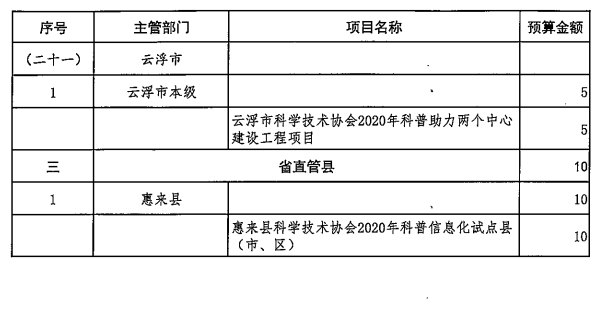 序号 主管部门 项目名称 预算金额
（二十一） 云浮市
1 云浮市本级 5
云浮市科学技术协会2020年科普助力两个中心 5
建设工程项目
三 省直管县 10
1 惠来县 10
惠来县科学技术协会2020年科普信息化试点县 10
（市、区）